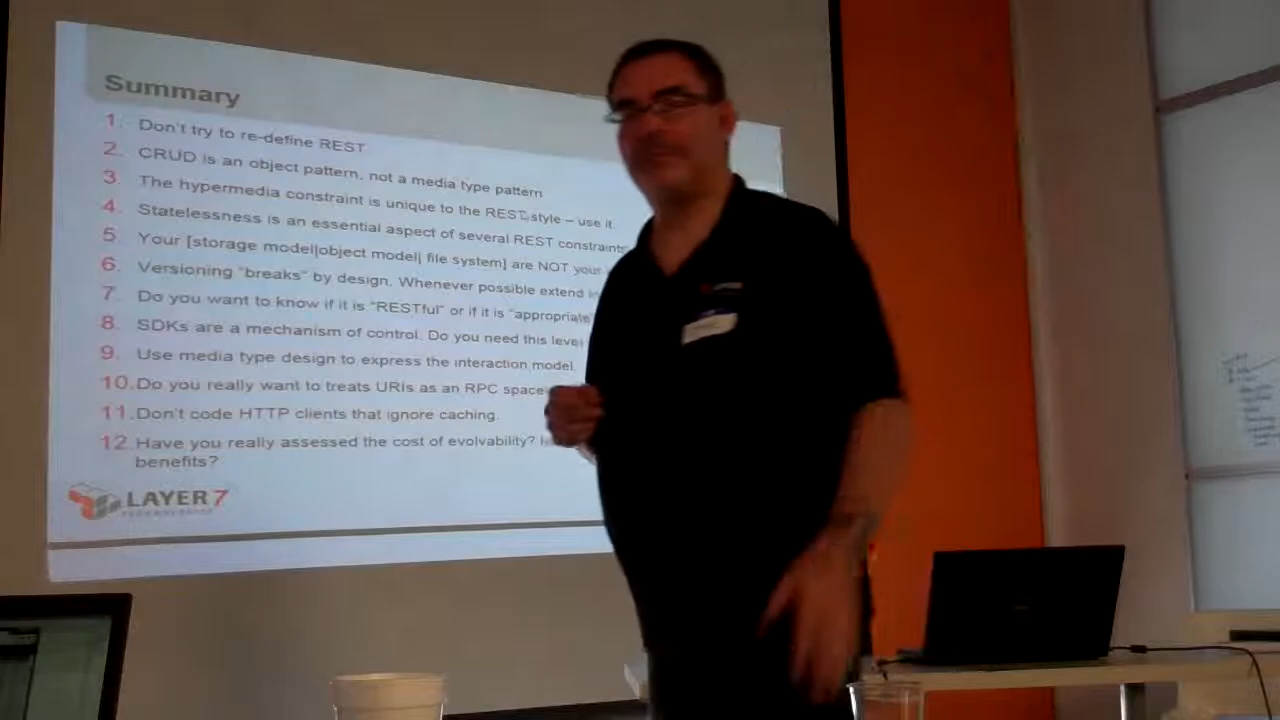 Summary
1. Don't try to re-define REST
2. CRUD is an object pattern, not a media type pattern
3. The hypermedia constraint is unique to the REST style – use it.
4. Statelessness is an essential aspect of several REST constraints
5. Your [storage model|object model| file system] are NOT your
6. Versioning "breaks" by design. Whenever possible extend
7. Do you want to know if it is "RESTful" or if it is "appropriate"
8. SDKs are a mechanism of control. Do you need this level
9. Use media type design to express the interaction model.
10. Do you really want to treats URIs as an RPC space
11. Don't code HTTP clients that ignore caching.
12. Have you really assessed the cost of evolvability?
benefits?
LAYER 7
TECHNOLOGIES